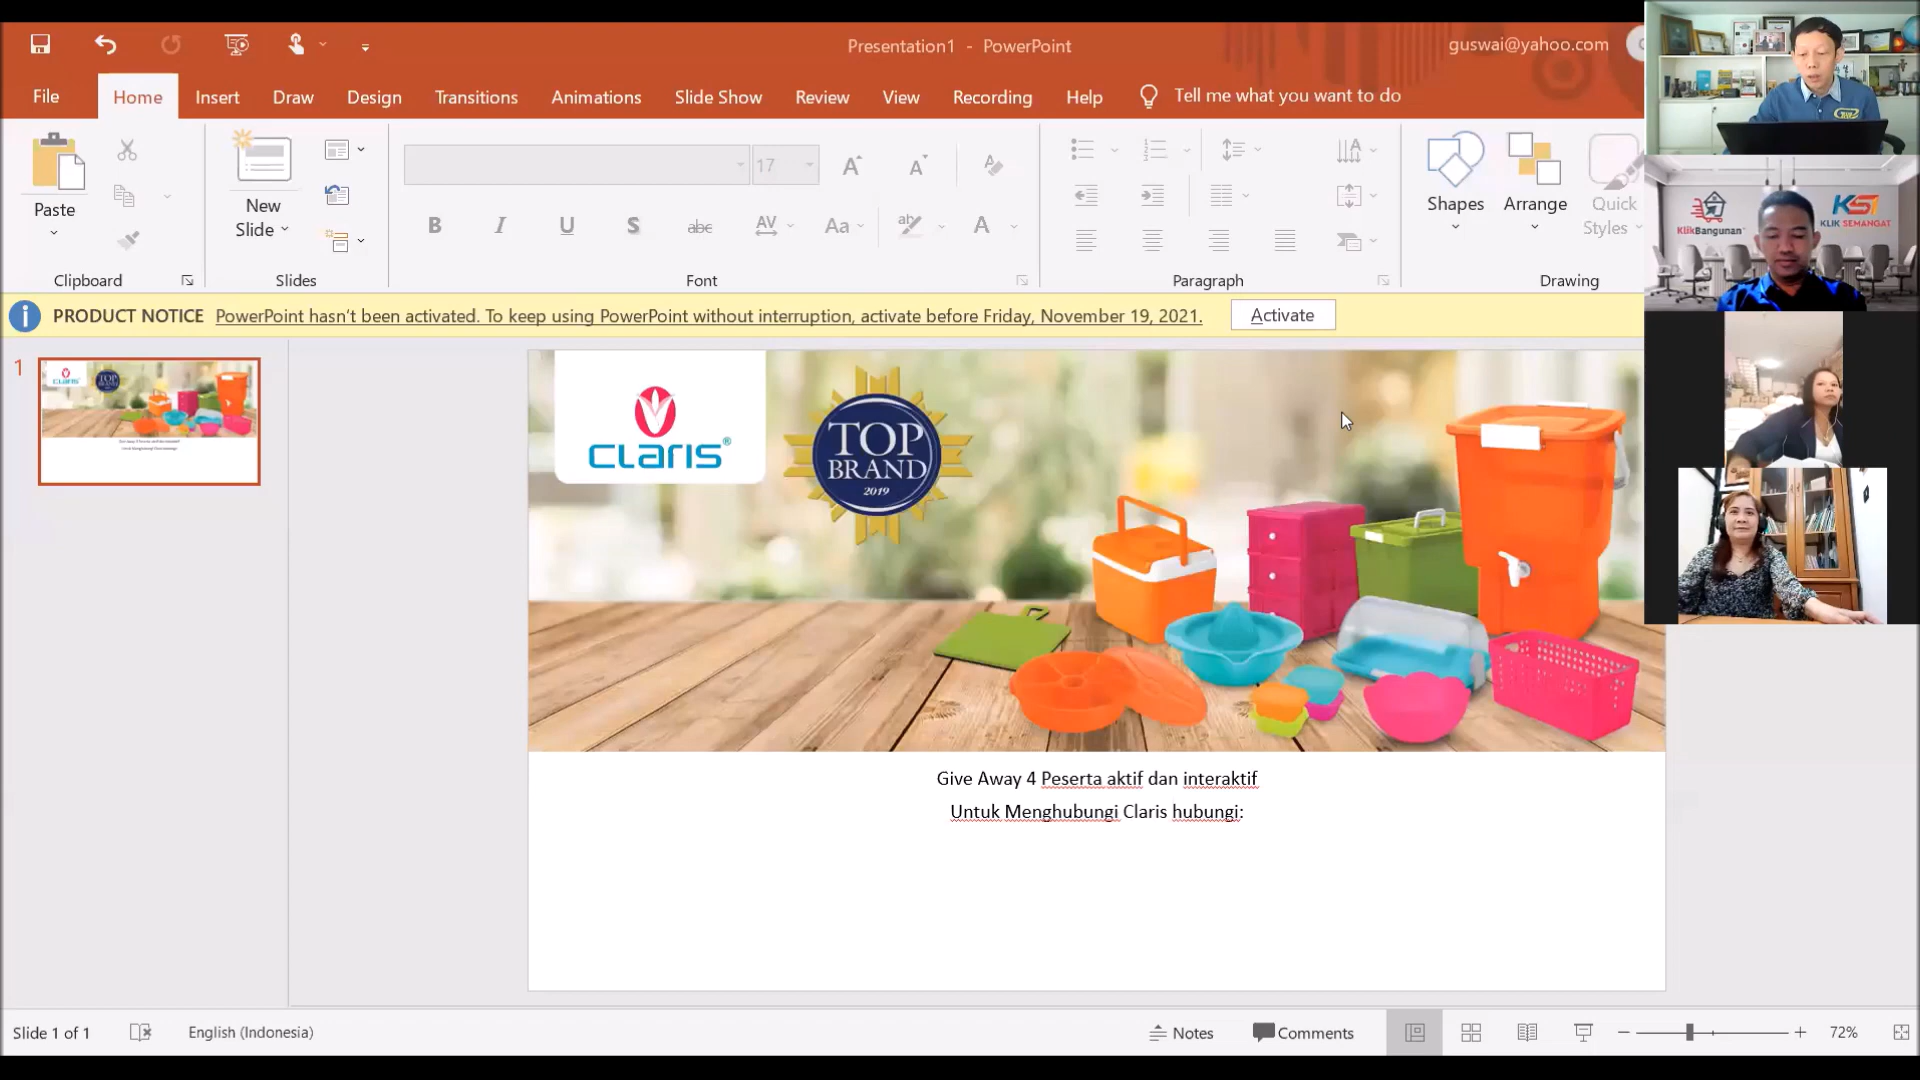 Presentation1 - PowerPoint
guswai@yahoo.com
File Home Insert Draw Design Transitions Animations Slide Show Review View Recording Help Tell me what you want to do
Paste
New Slide
17
B I U S abc AV Aa A
Shapes Arrange Quick Styles
Clipboard Slides Font Paragraph Drawing
PRODUCT NOTICE PowerPoint hasn't been activated. To keep using PowerPoint without interruption, activate before Friday, November 19, 2021. Activate
KlikBangunan
KSI
KLIK SEMANGAT
1
CLARIS®
TOP
BRAND
2019
Give Away 4 Peserta aktif dan interaktif
Untuk Menghubungi Claris hubungi:
Slide 1 of 1 English (Indonesia) Notes Comments 72%